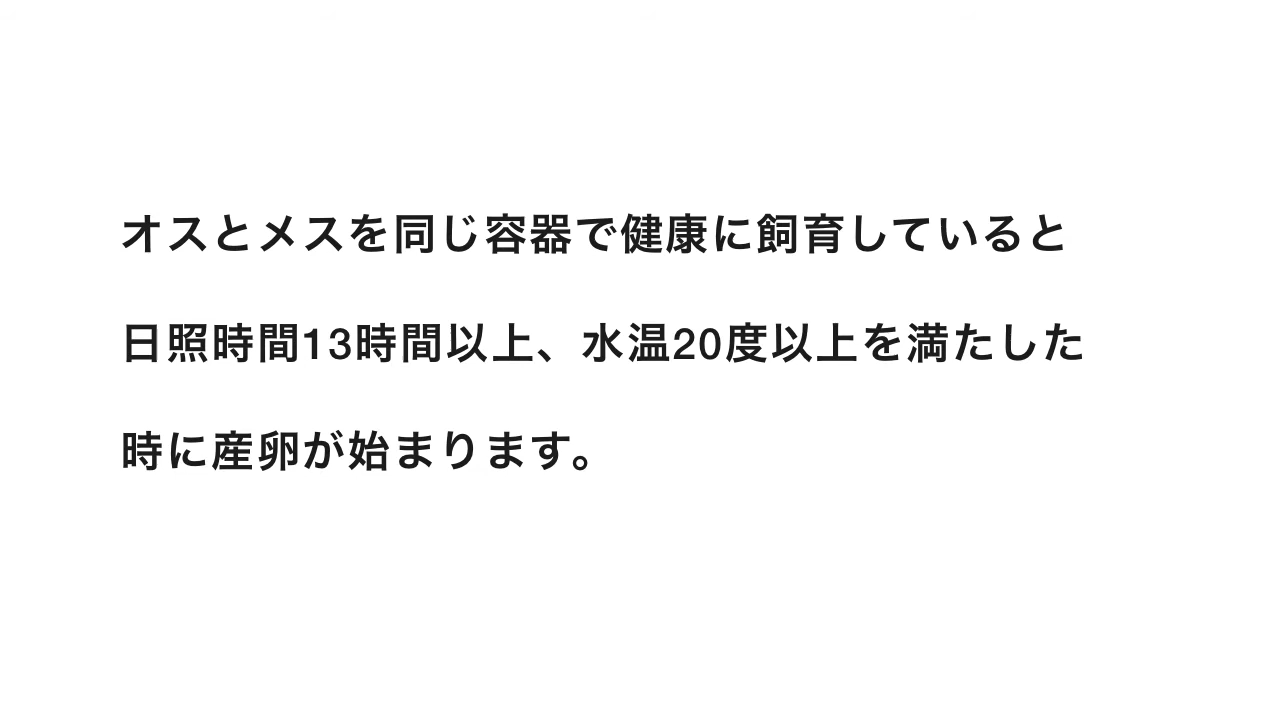 オスとメスを同じ容器で健康に飼育していると
日照時間13時間以上、水温20度以上を満たした
時に産卵が始まります。